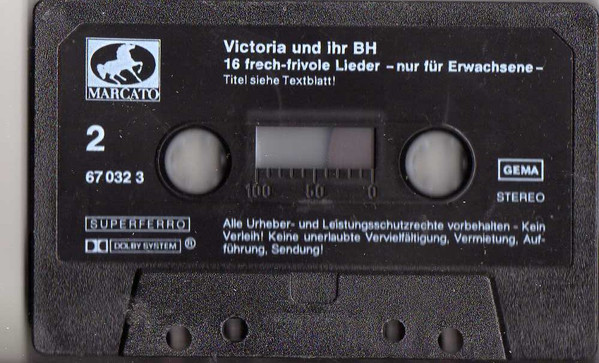 MARCATO
Victoria und ihr BH
16 frech-frivole Lieder - nur für Erwachsene -
Titel siehe Textblatt!
2
67 032 3
100 50 0
GEMA
STEREO
SUPERFERRO
DOLBY SYSTEM ®
Alle Urheber- und Leistungsschutzrechte vorbehalten - Kein
Verleih! Keine unerlaubte Vervielfältigung, Vermietung, Auf-
führung, Sendung!